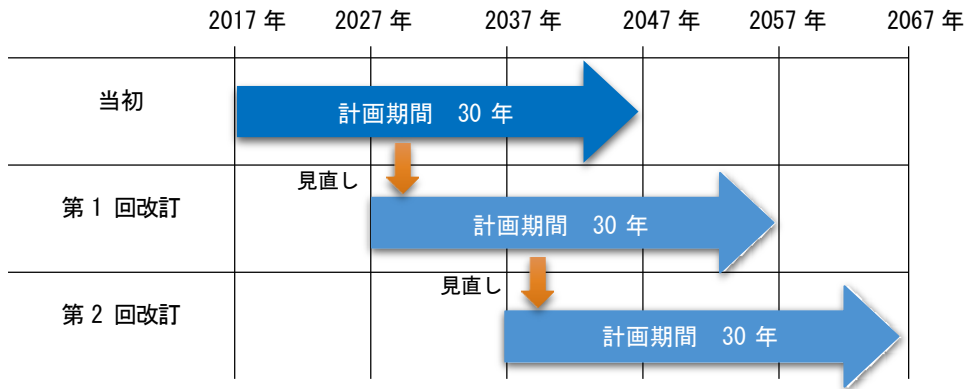 2017 年 2027 年 2037 年 2047 年 2057 年 2067 年
当初
計画期間 30 年
見直し
第 1 回改訂
計画期間 30 年
見直し
第 2 回改訂
計画期間 30 年